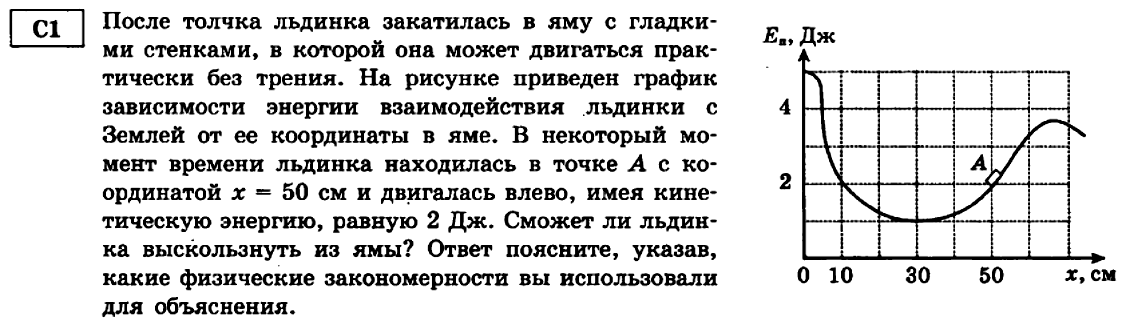 С1
После толчка льдинка закатилась в яму с гладки-
ми стенками, в которой она может двигаться прак-
тически без трения. На рисунке приведен график
зависимости энергии взаимодействия льдинки с
Землей от ее координаты в яме. В некоторый мо-
мент времени льдинка находилась в точке A с ко-
ординатой x = 50 см и двигалась влево, имея кине-
тическую энергию, равную 2 Дж. Сможет ли льдин-
ка выскользнуть из ямы? Ответ поясните, указав,
какие физические закономерности вы использовали
для объяснения.
Eп, Дж
4
A
2
0 10 30 50 x, см